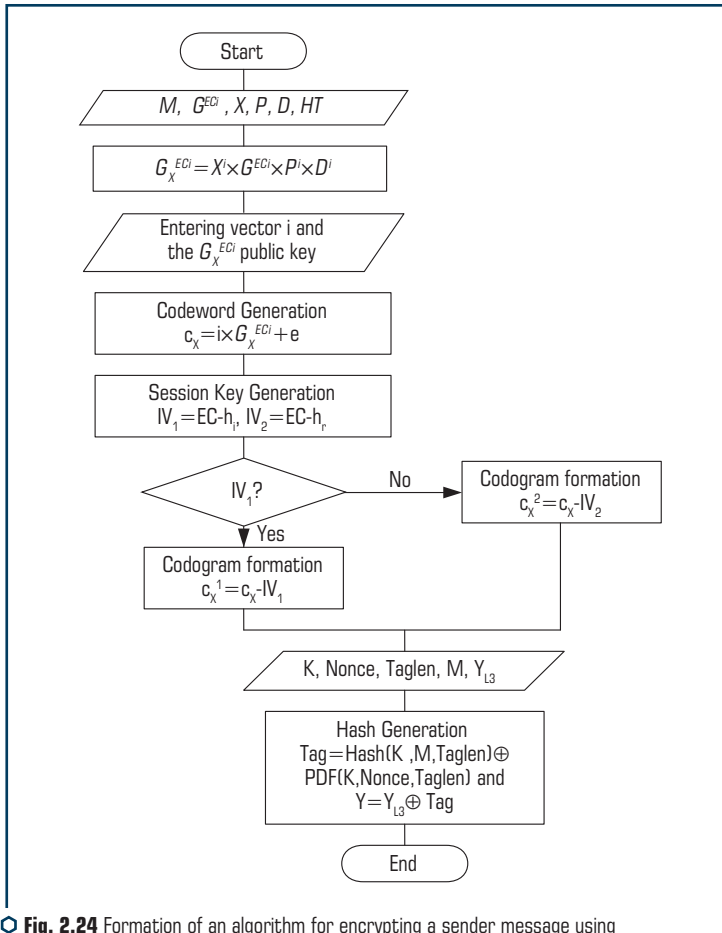 Start
M, G^ECi, X, P, D, HT
G_X^ECi=X^i×G^ECi×P^i×D^i
Entering vector i and
the G_X^ECi public key
Codeword Generation
c_X=i×G_X^ECi+e
Session Key Generation
IV_1=EC-h_i, IV_2=EC-h_r
IV_1?
No
Codogram formation
c_X^2=c_X-IV_2
Yes
Codogram formation
c_X^1=c_X-IV_1
K, Nonce, Taglen, M, Y_L3
Hash Generation
Tag=Hash(K ,M,Taglen)⊕
PDF(K,Nonce,Taglen) and
Y=Y_L3⊕ Tag
End
Fig. 2.24 Formation of an algorithm for encrypting a sender message using